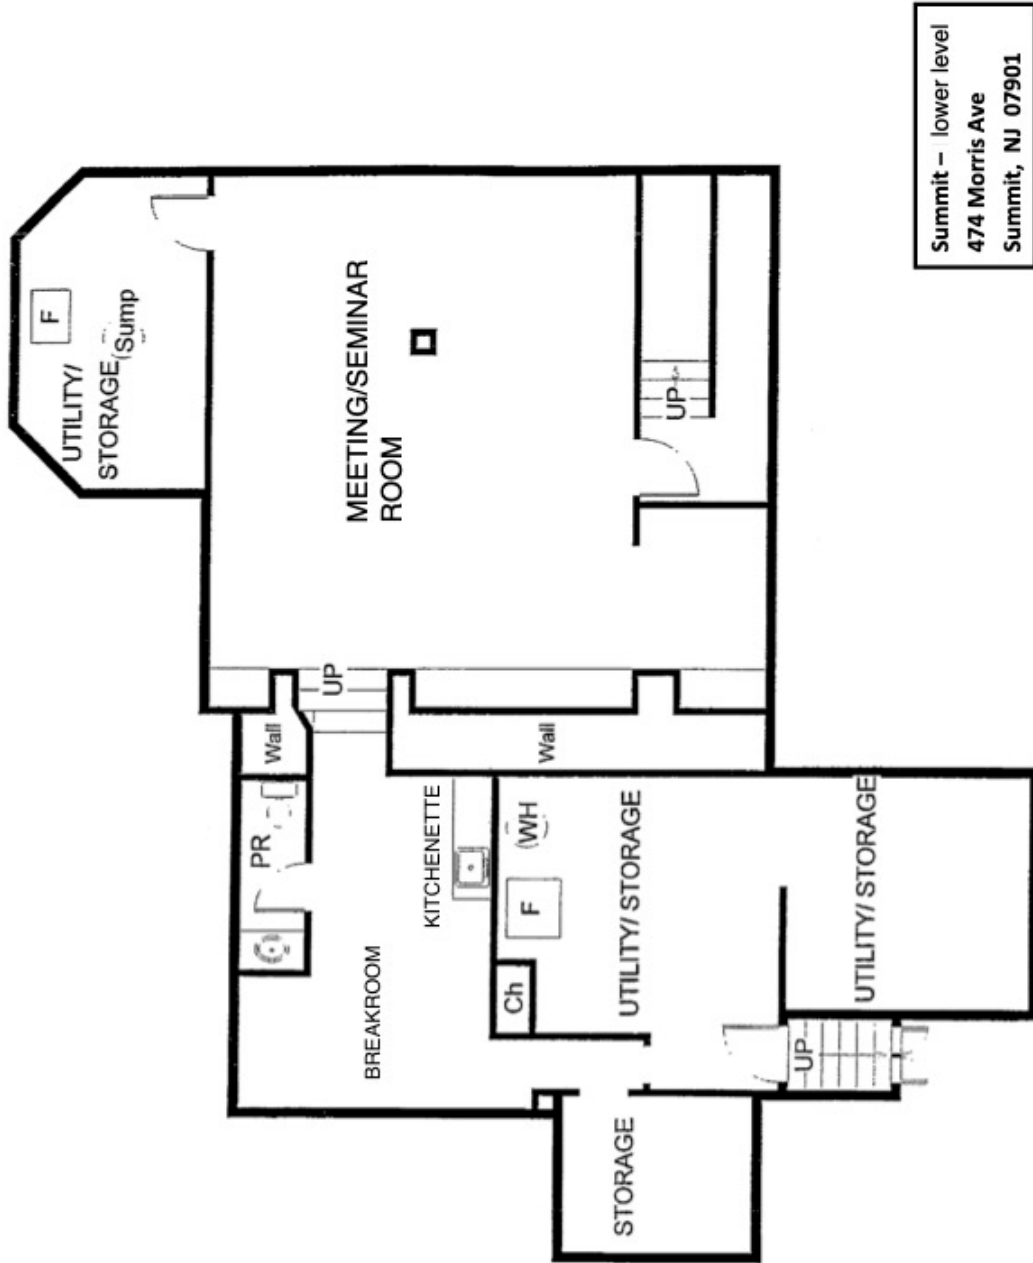 UTILITY/
STORAGE
F
(Sump
MEETING/SEMINAR
ROOM
UP
UP
Wall
Wall
PR
KITCHENETTE
BREAKROOM
(WH
F
Ch
UTILITY/ STORAGE
UTILITY/ STORAGE
UP
STORAGE
Summit – lower level
474 Morris Ave
Summit, NJ 07901